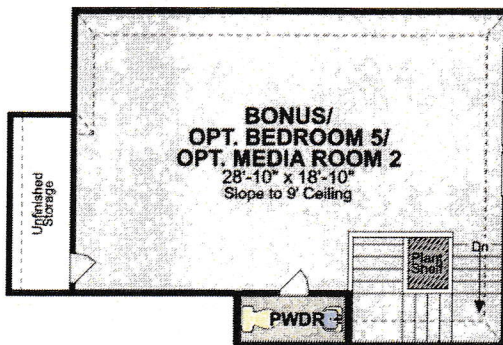 BONUS/
OPT. BEDROOM 5/
OPT. MEDIA ROOM 2
28'-10" x 18'-10"
Slope to 9' Ceiling
Unfinished
Storage
Dn
Plant
Shelf
PWDR